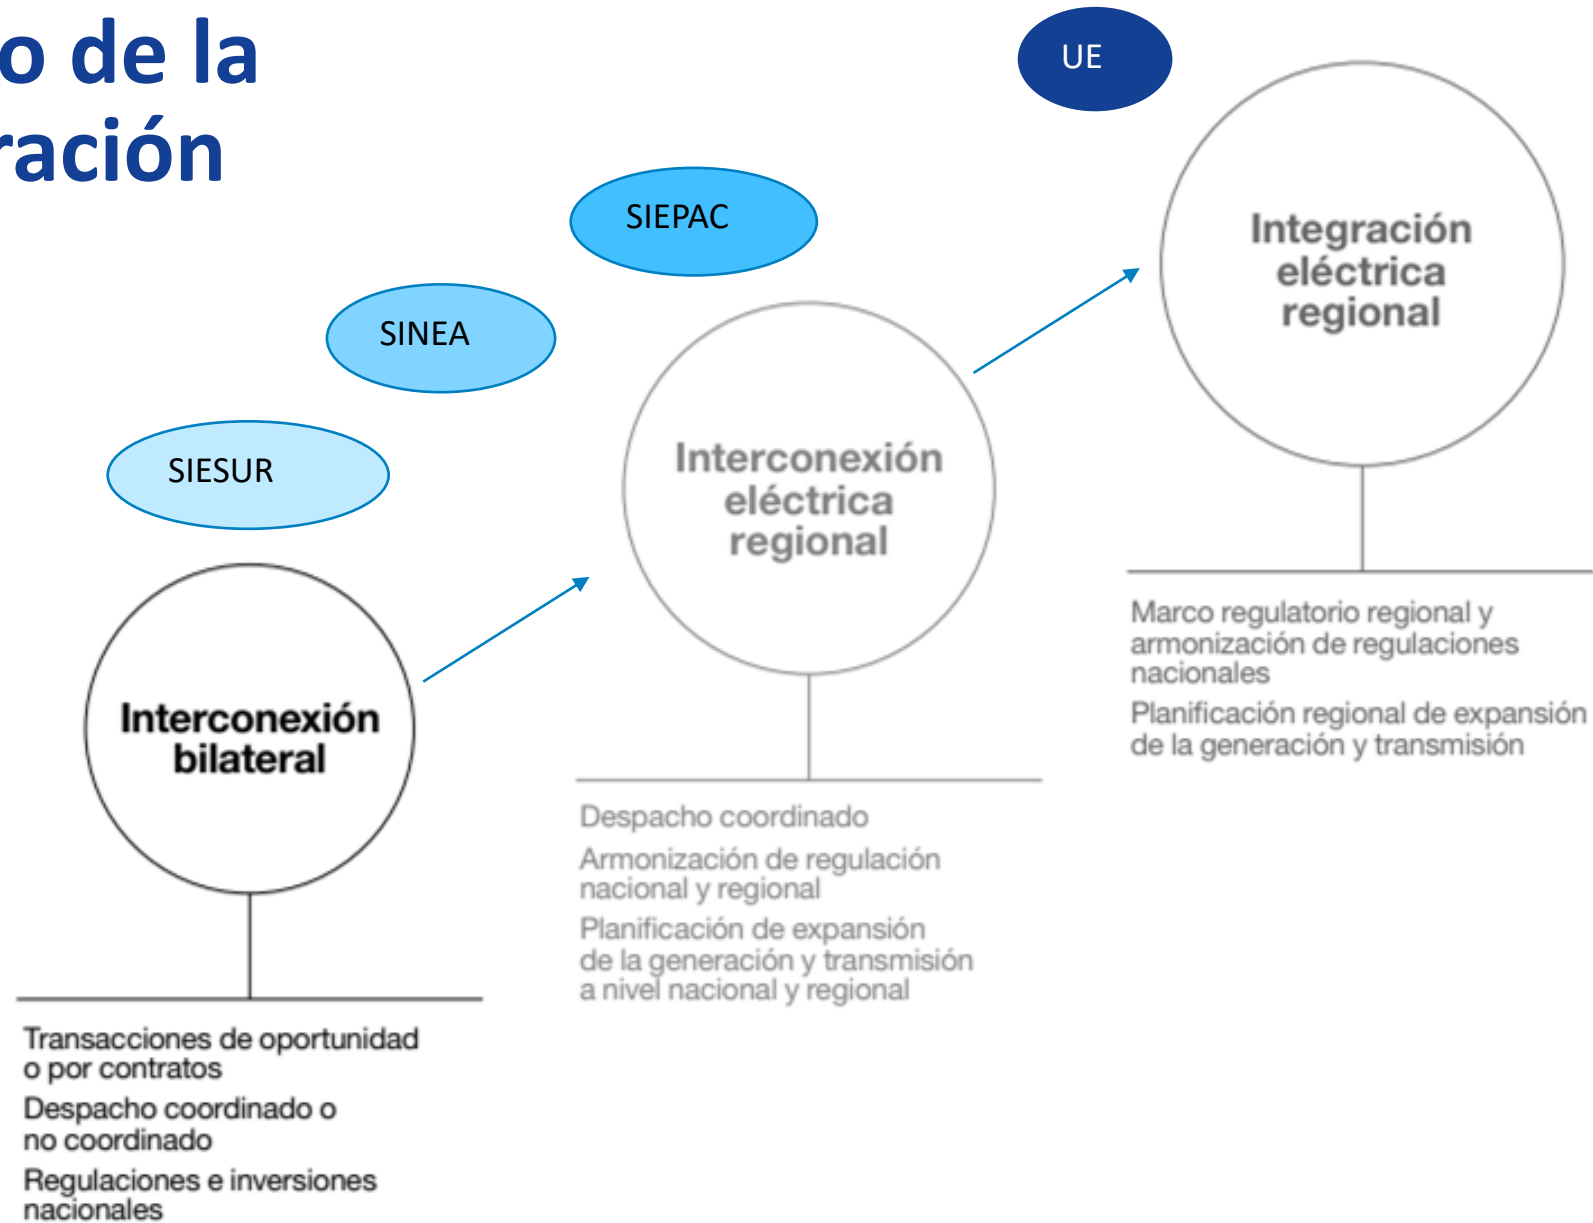 o de la
ración
UE
SIEPAC
SINEA
SIESUR
Interconexión
bilateral
Transacciones de oportunidad
o por contratos
Despacho coordinado o
no coordinado
Regulaciones e inversiones
nacionales
Interconexión
eléctrica
regional
Despacho coordinado
Armonización de regulación
nacional y regional
Planificación de expansión
de la generación y transmisión
a nivel nacional y regional
Integración
eléctrica
regional
Marco regulatorio regional y
armonización de regulaciones
nacionales
Planificación regional de expansión
de la generación y transmisión